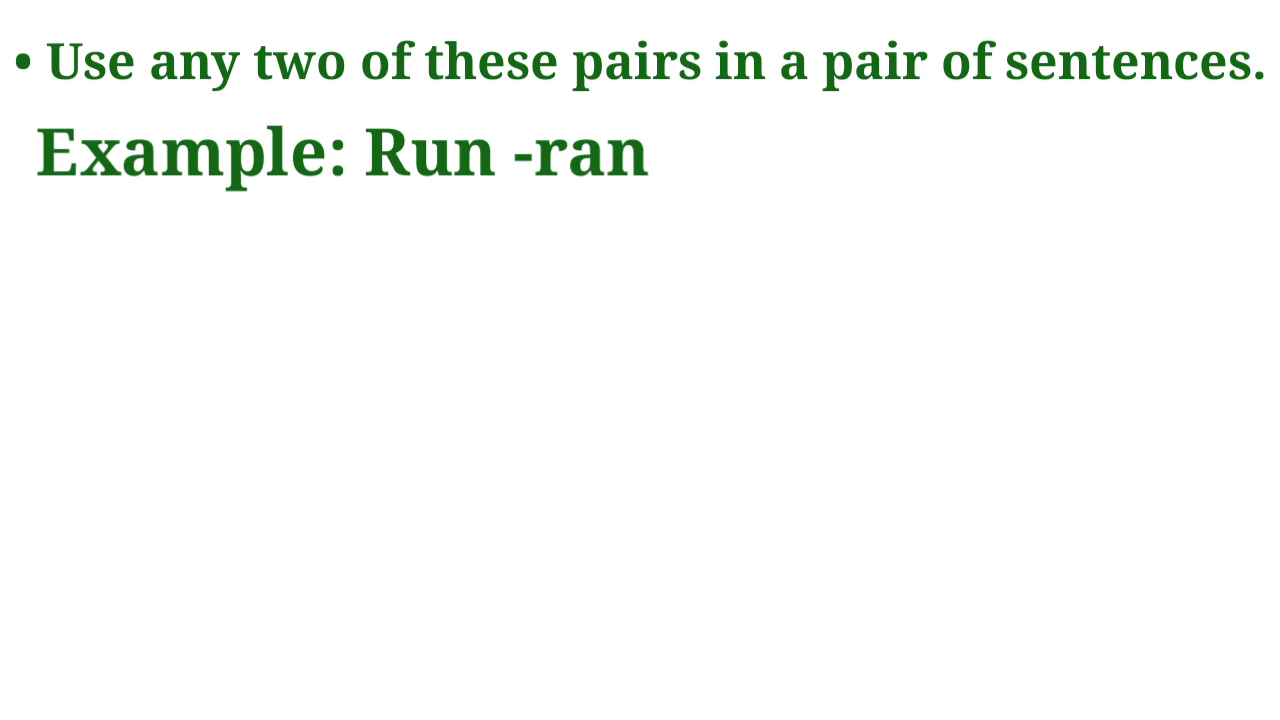 • Use any two of these pairs in a pair of sentences.
Example: Run -ran